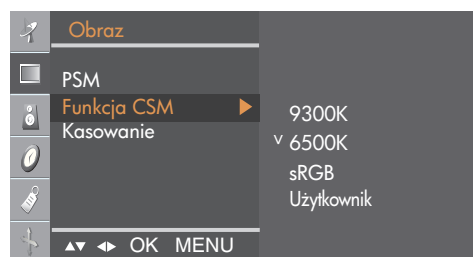 Obraz
PSM
Funkcja CSM
Kasowanie
9300K
v 6500K
sRGB
Użytkownik
OK MENU